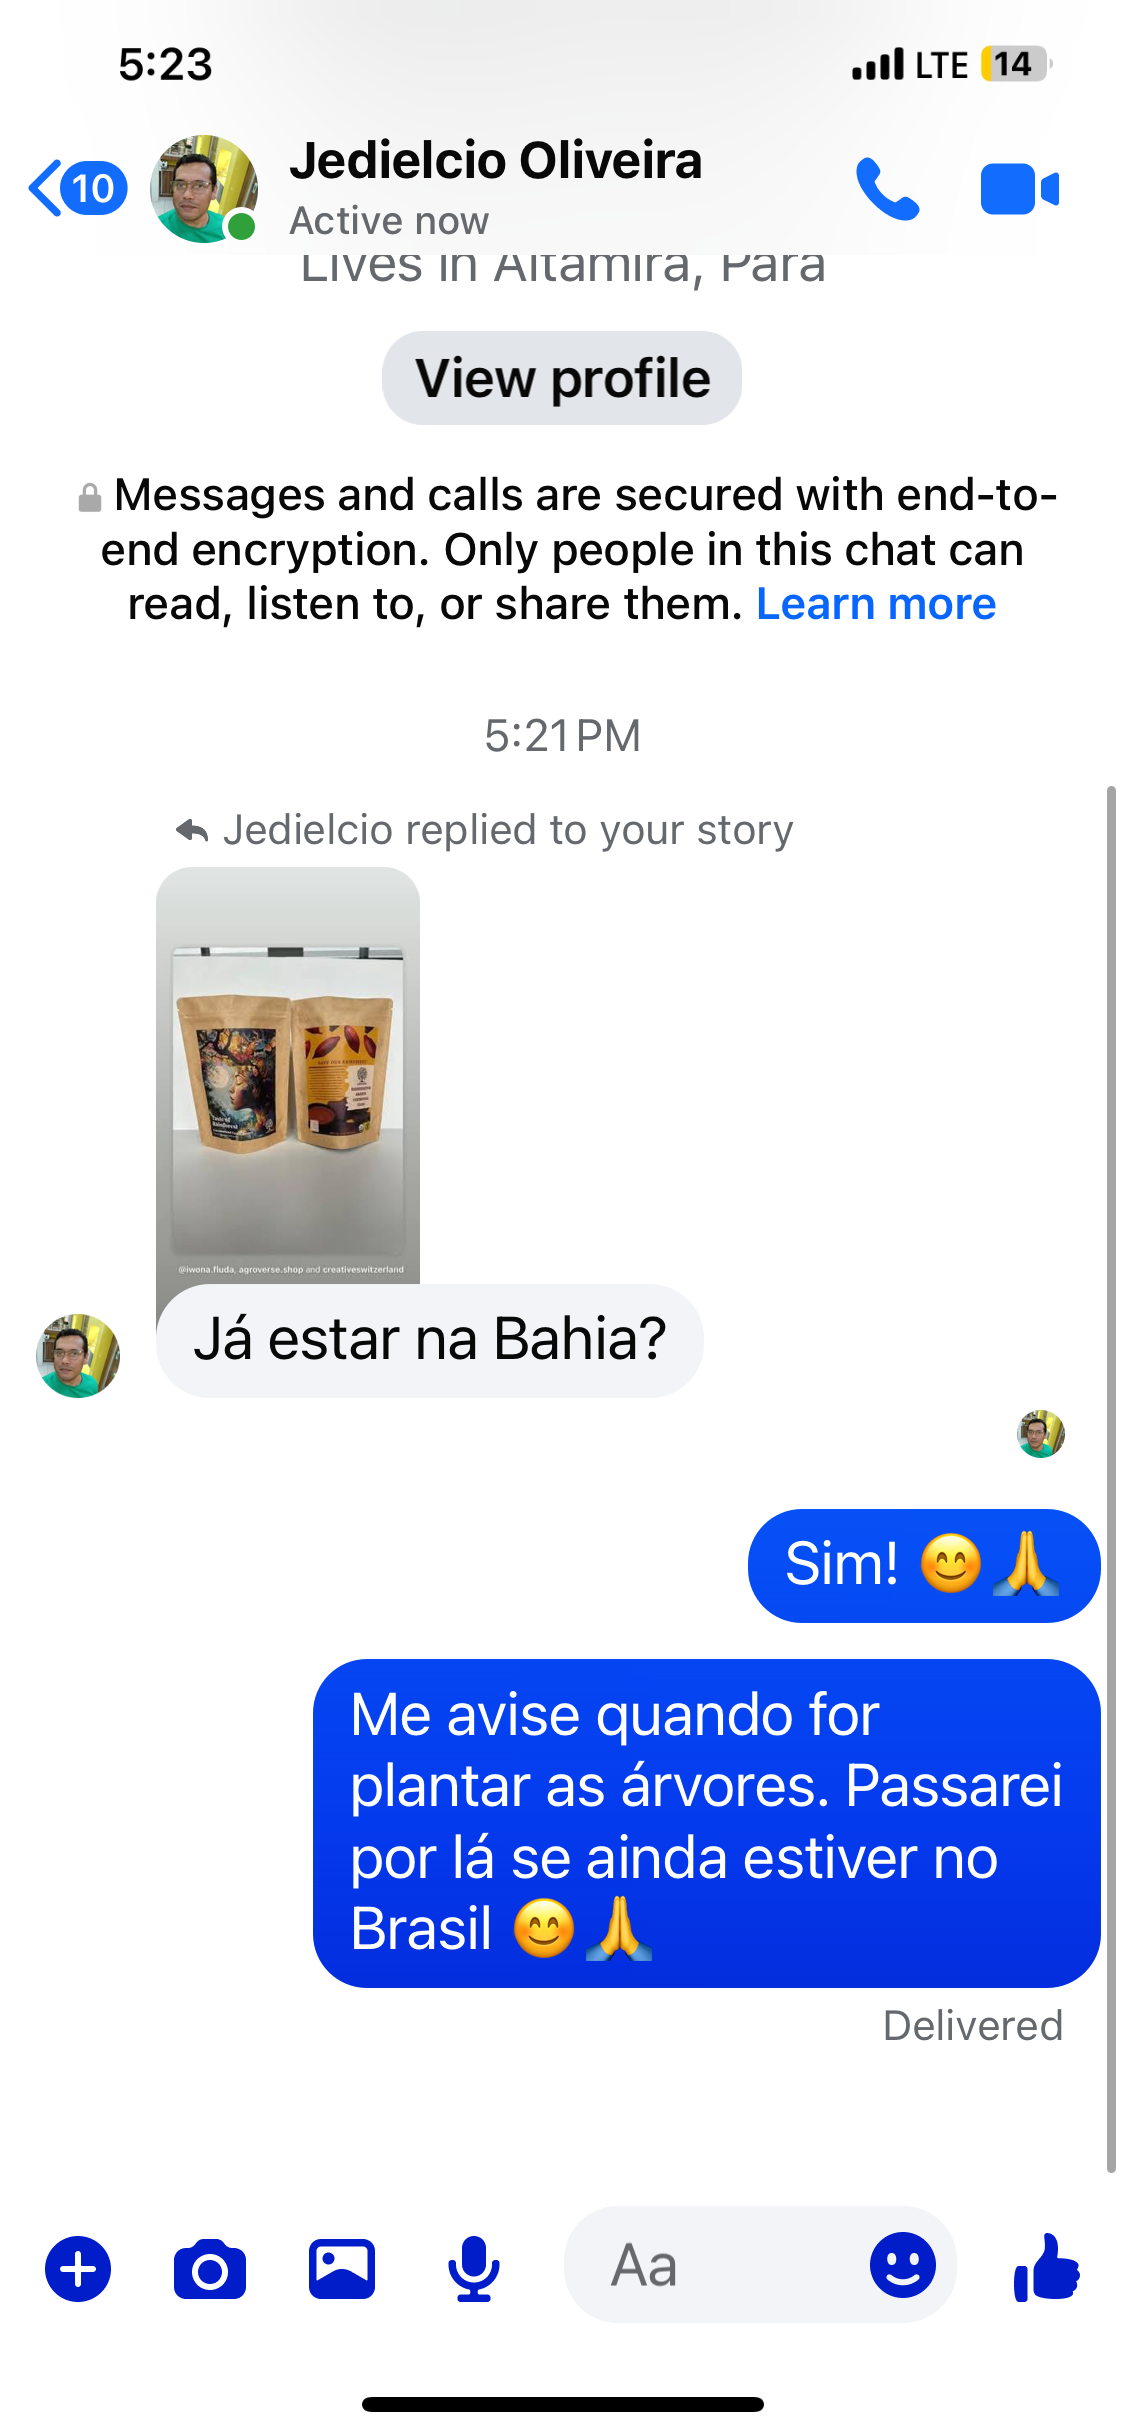 5:23
LTE 14
10
Jedielcio Oliveira
Active now
Lives in Altamira, Pará
View profile
Messages and calls are secured with end-to-
end encryption. Only people in this chat can
read, listen to, or share them. Learn more
5:21 PM
Jedielcio replied to your story
Taste of
Rainforest
@iwona.fluda, agroverse.shop and creativeswitzerland
Já estar na Bahia?
Sim! 😊🙏
Me avise quando for
plantar as árvores. Passarei
por lá se ainda estiver no
Brasil 😊🙏
Delivered
Aa